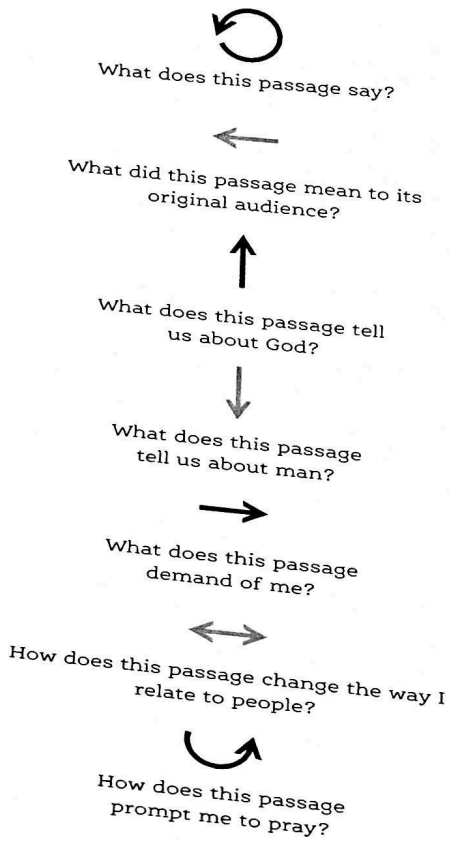 What does this passage say?
What did this passage mean to its
original audience?
What does this passage tell
us about God?
What does this passage
tell us about man?
What does this passage
demand of me?
How does this passage change the way I
relate to people?
How does this passage
prompt me to pray?